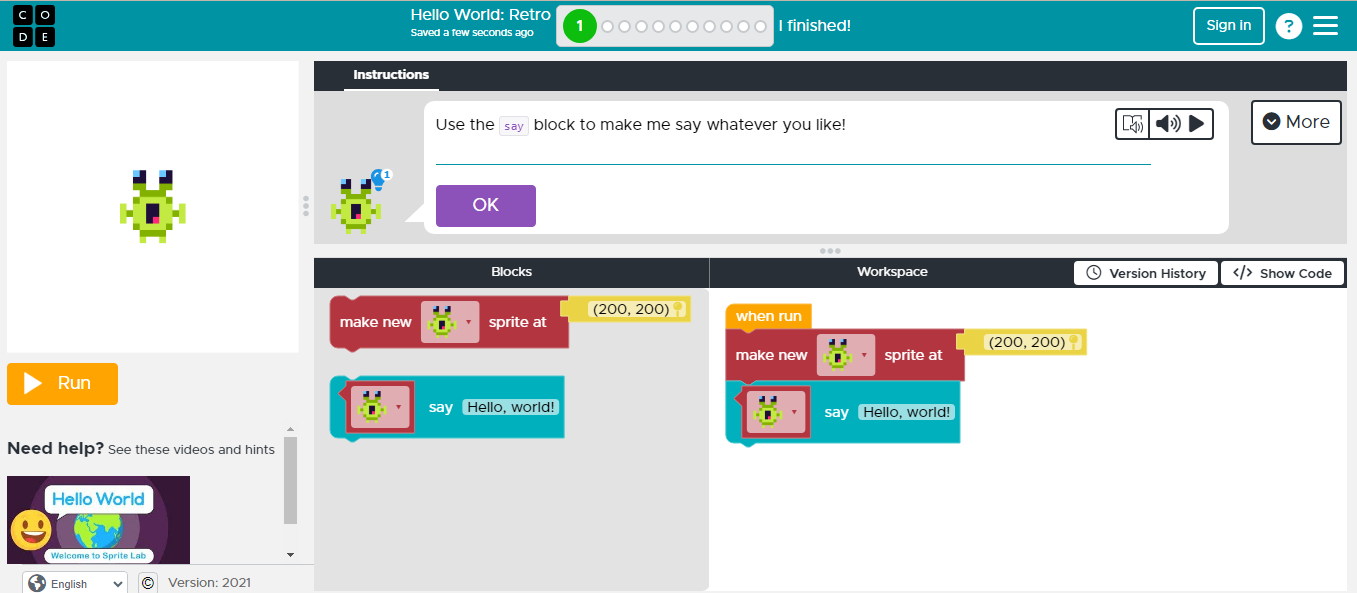 CODE
Hello World: Retro
Saved a few seconds ago
1
I finished!
Sign in
?
Instructions
Use the say block to make me say whatever you like!
More
1
OK
Blocks
Workspace
Version History
</> Show Code
make new sprite at (200, 200)
say Hello, world!
when run
make new sprite at (200, 200)
say Hello, world!
Run
Need help? See these videos and hints
Hello World
Welcome to Sprite Lab
English
©
Version: 2021